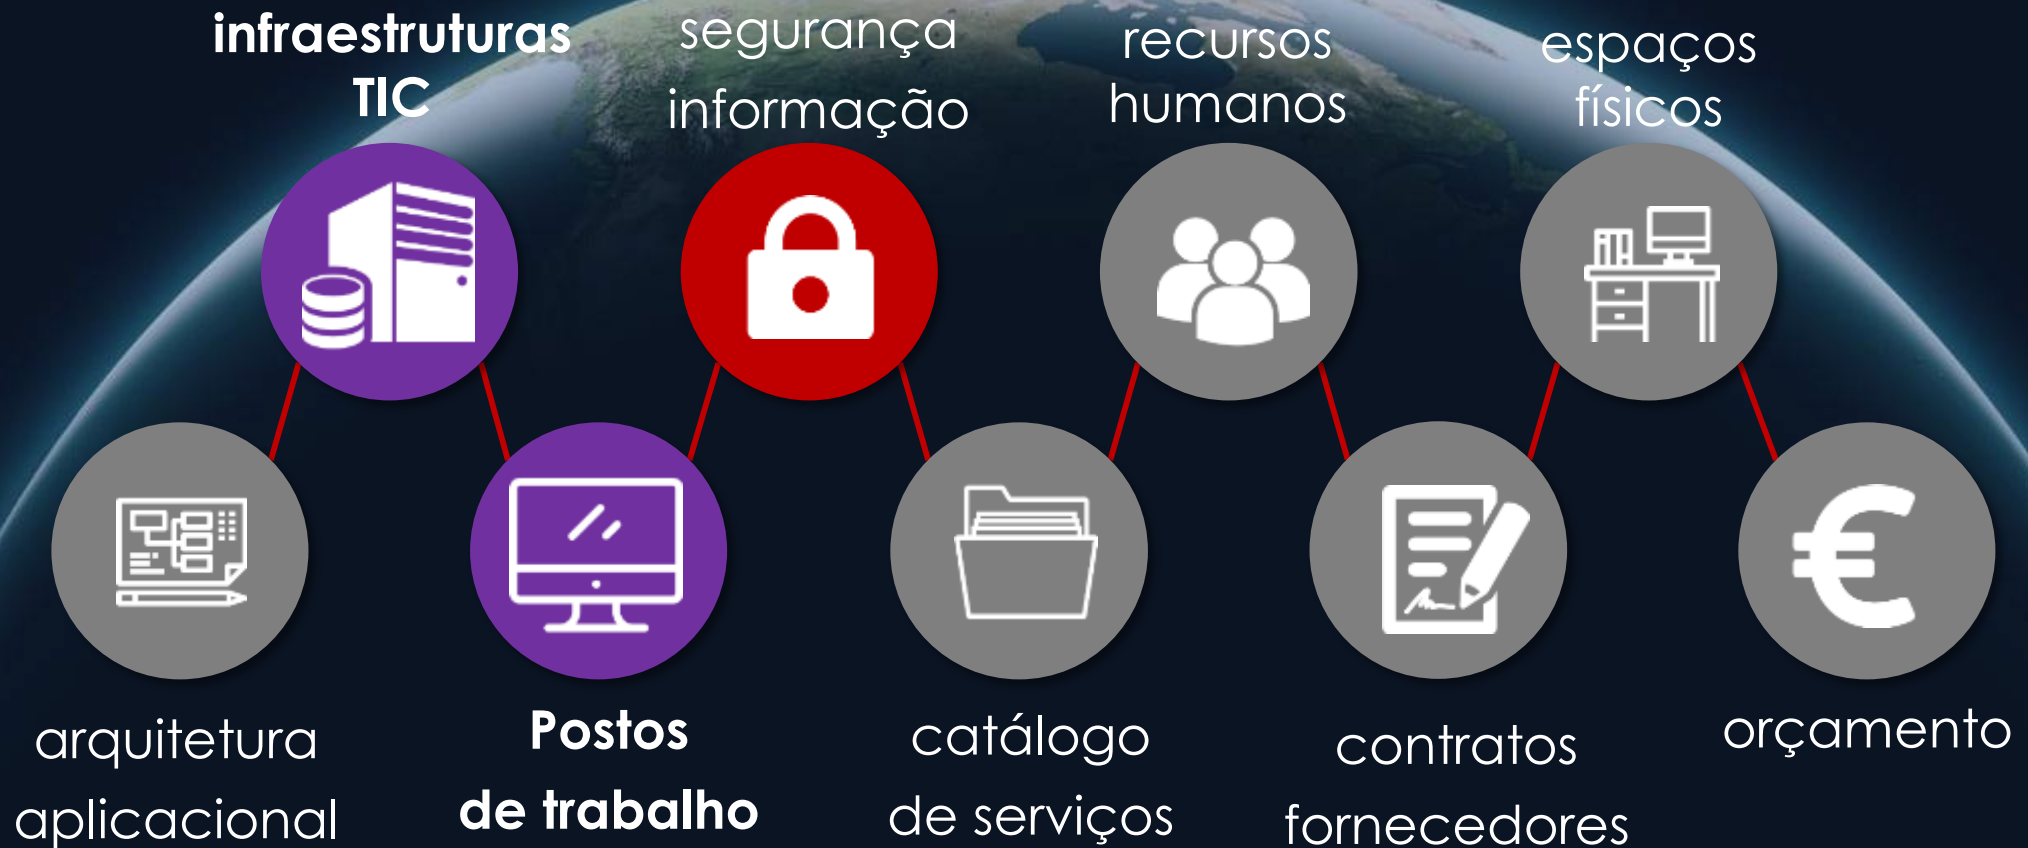 infraestruturas
TIC
segurança
informação
recursos
humanos
espaços
físicos
arquitetura
aplicacional
Postos
de trabalho
catálogo
de serviços
contratos
fornecedores
orçamento